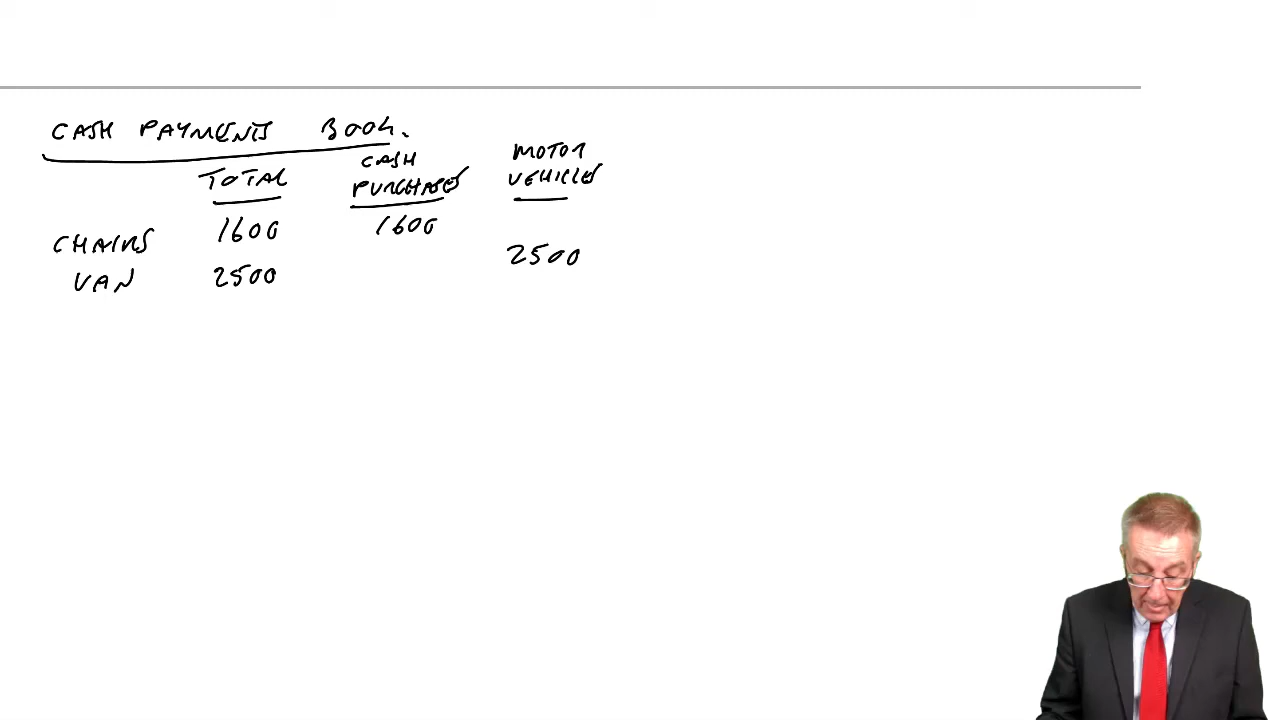 CASH PAYMENTS BOOK.
TOTAL CASH PURCHASES MOTOR VEHICLES
CHAIRS 1600 1600
VAN 2500 2500